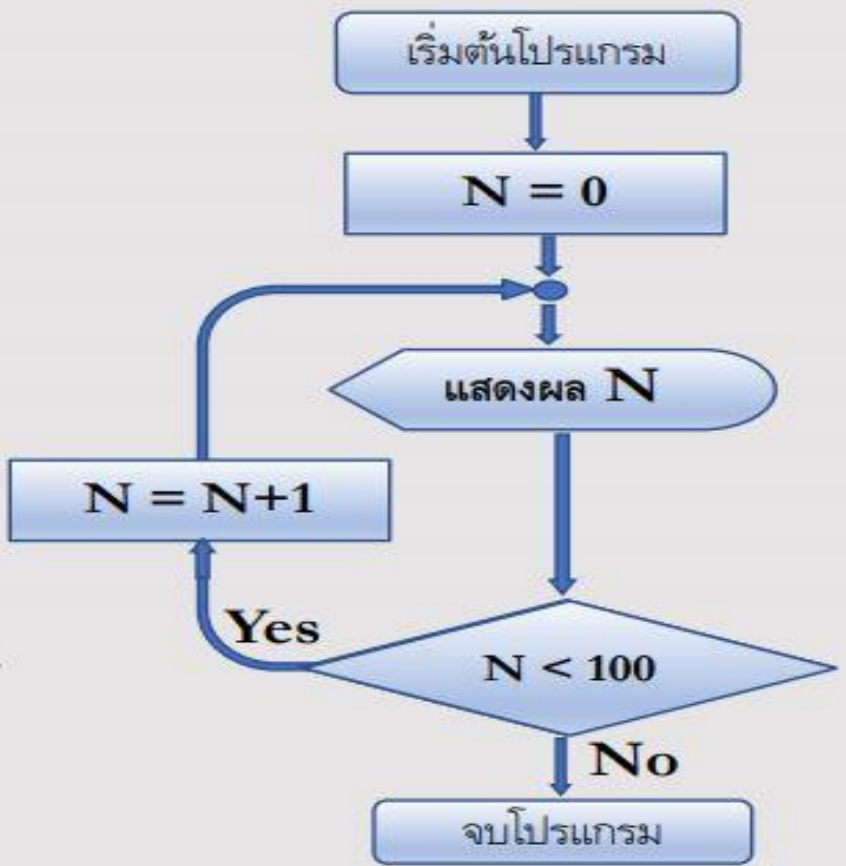 เริ่มต้นโปรแกรม
N = 0
แสดงผล N
N = N+1
Yes
N < 100
No
จบโปรแกรม